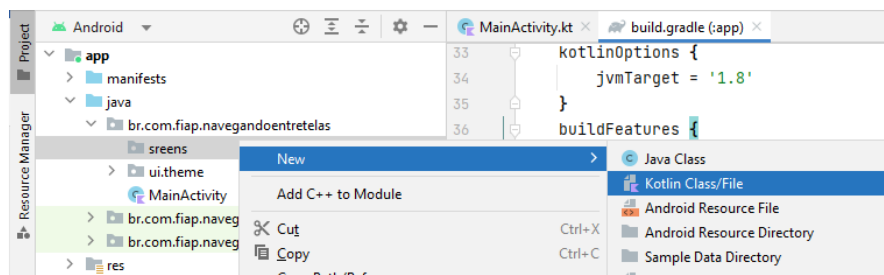 Project
Resource Manager
Android
MainActivity.kt
build.gradle (:app)
app
manifests
java
br.com.fiap.navegandoentretelas
sreens
ui.theme
MainActivity
br.com.fiap.naveg
br.com.fiap.naveg
res
33 kotlinOptions {
34 jvmTarget = '1.8'
35 }
36 buildFeatures {
New
Add C++ to Module
Cut Ctrl+X
Copy Ctrl+C
Java Class
Kotlin Class/File
Android Resource File
Android Resource Directory
Sample Data Directory